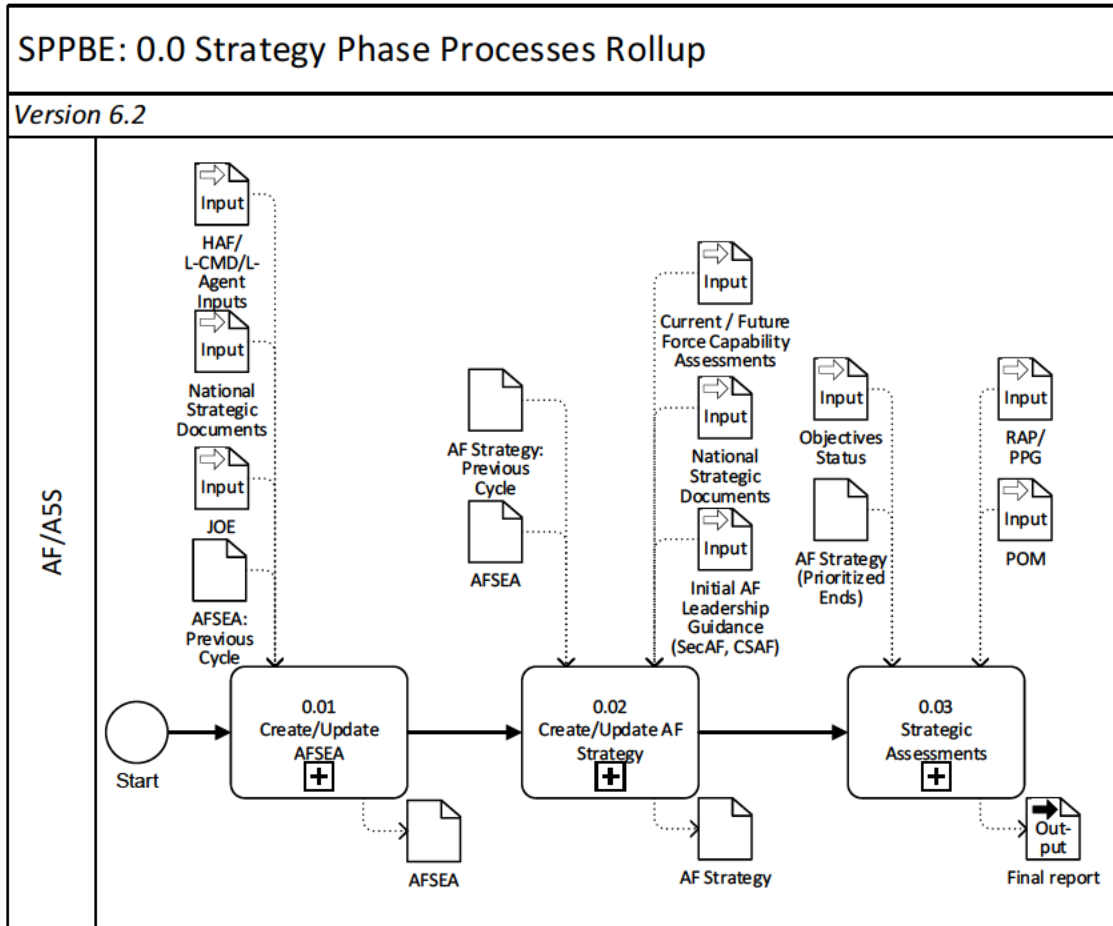 SPPBE: 0.0 Strategy Phase Processes Rollup
Version 6.2
AF/A5S
Input
HAF/
L-CMD/L-
Agent
Inputs
Input
National
Strategic
Documents
Input
JOE
AFSEA:
Previous
Cycle
AF Strategy:
Previous
Cycle
AFSEA
Input
Current / Future
Force Capability
Assessments
Input
National
Strategic
Documents
Input
Initial AF
Leadership
Guidance
(SecAF, CSAF)
Input
Objectives
Status
AF Strategy
(Prioritized
Ends)
Input
RAP/
PPG
Input
POM
Start
0.01
Create/Update
AFSEA
0.02
Create/Update AF
Strategy
0.03
Strategic
Assessments
AFSEA
AF Strategy
Out-
put
Final report